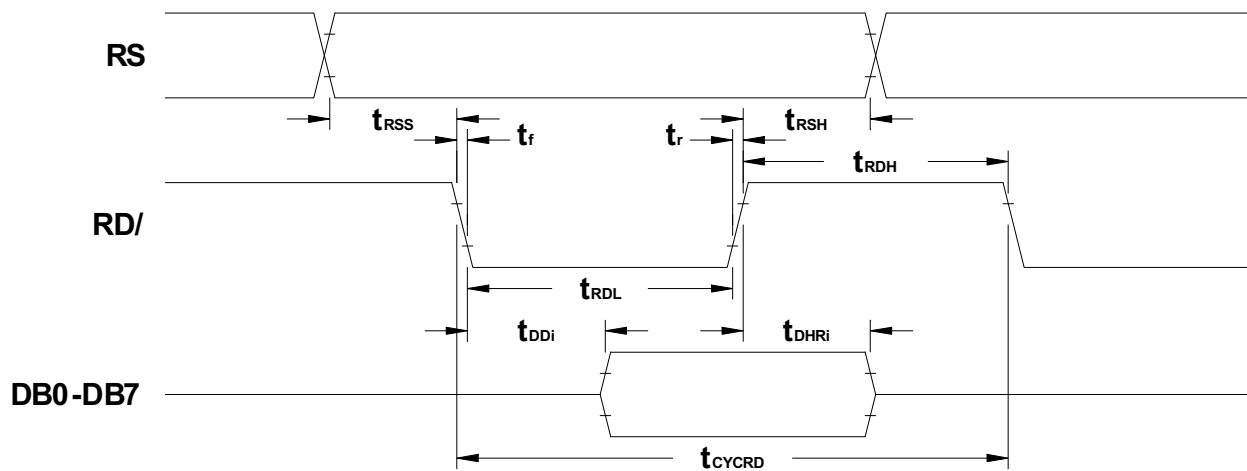 RS
tRSS
tf
tr
tRSH
tRDH
RD/
tRDL
tDDi
tDHRi
DB0-DB7
tCYCRD